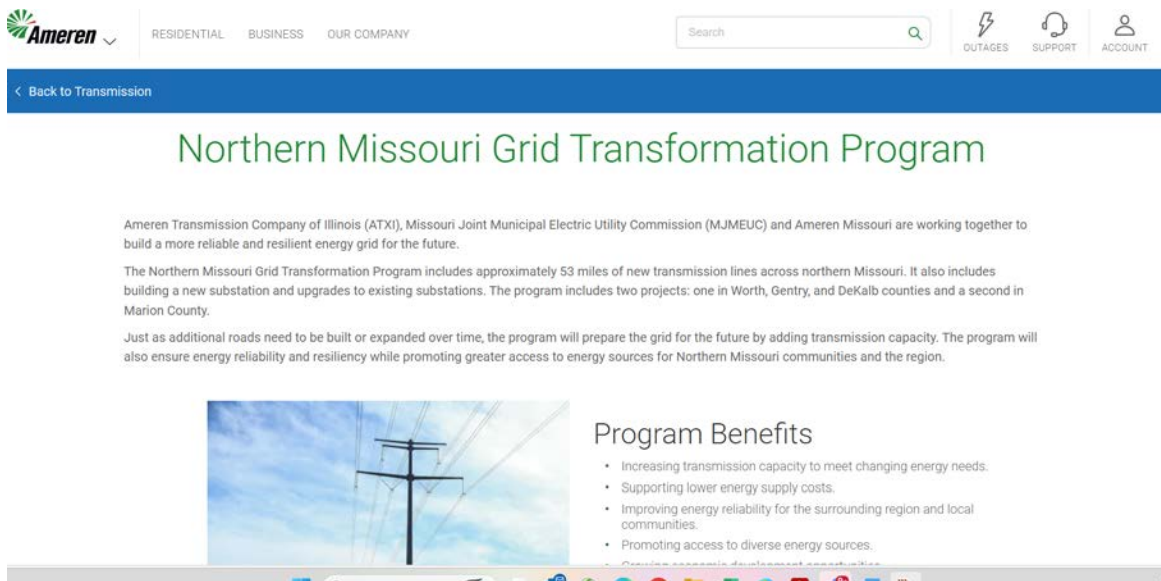 Ameren
RESIDENTIAL BUSINESS OUR COMPANY
Search
OUTAGES SUPPORT ACCOUNT
< Back to Transmission
Northern Missouri Grid Transformation Program
Ameren Transmission Company of Illinois (ATXI), Missouri Joint Municipal Electric Utility Commission (MJMEUC) and Ameren Missouri are working together to
build a more reliable and resilient energy grid for the future.
The Northern Missouri Grid Transformation Program includes approximately 53 miles of new transmission lines across northern Missouri. It also includes
building a new substation and upgrades to existing substations. The program includes two projects: one in Worth, Gentry, and DeKalb counties and a second in
Marion County.
Just as additional roads need to be built or expanded over time, the program will prepare the grid for the future by adding transmission capacity. The program will
also ensure energy reliability and resiliency while promoting greater access to energy sources for Northern Missouri communities and the region.
Program Benefits
• Increasing transmission capacity to meet changing energy needs.
• Supporting lower energy supply costs.
• Improving energy reliability for the surrounding region and local
communities.
• Promoting access to diverse energy sources.
• Growing economic development opportunities